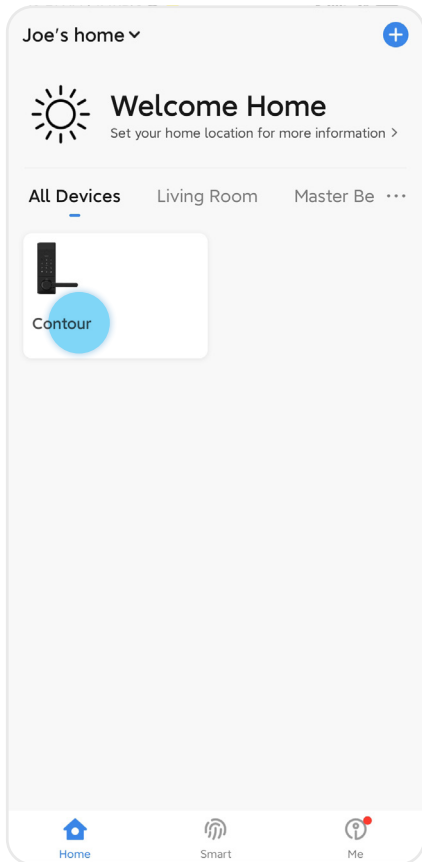 Joe's home
Welcome Home
Set your home location for more information >
All Devices Living Room Master Be ...
Contour
Home Smart Me